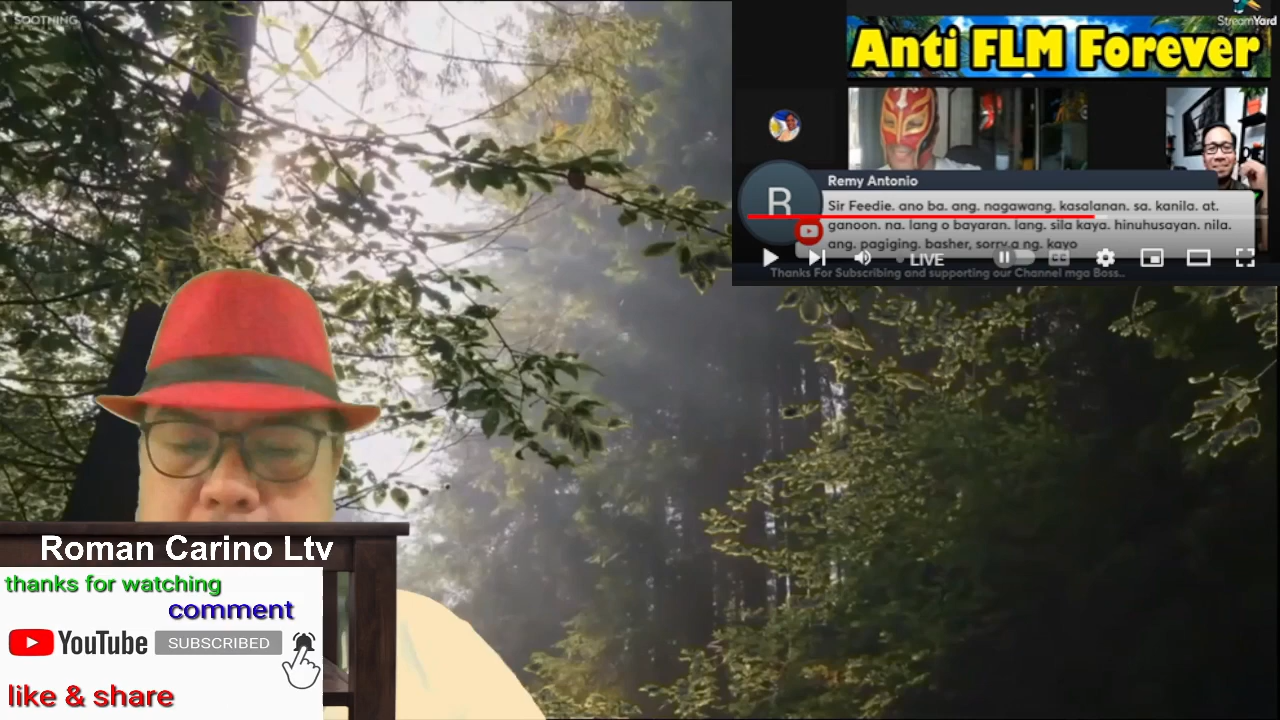 SOOTHING
StreamYard
Anti FLM Forever
R
Remy Antonio
Sir Feedie. ano ba. ang. nagawang. kasalanan. sa. kanila. at.
ganoon. na. lang o bayaran. lang. sila kaya. hinuhusayan. nila.
ang. pagiging. basher, sorry a ng. kayo
LIVE
CC
Thanks For Subscribing and supporting our Channel mga Boss..
Roman Carino Ltv
thanks for watching
comment
YouTube SUBSCRIBED
like & share